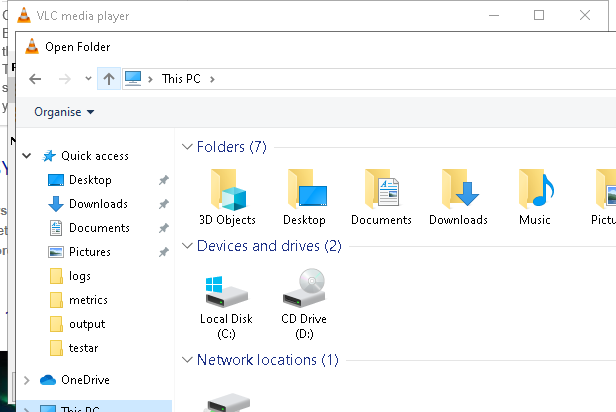 VLC media player
Open Folder
This PC
Organise
Quick access
Desktop
Downloads
Documents
Pictures
logs
metrics
output
testar
OneDrive
This PC
Folders (7)
3D Objects
Desktop
Documents
Downloads
Music
Devices and drives (2)
Local Disk
(C:)
CD Drive
(D:)
Network locations (1)